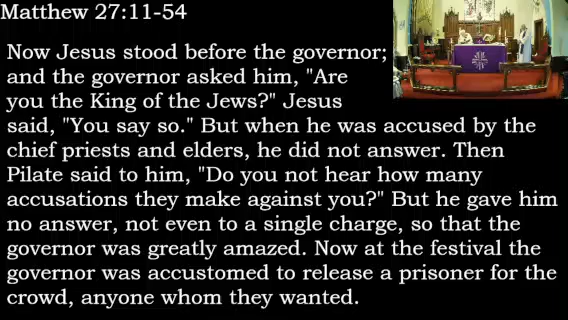 Matthew 27:11-54
Now Jesus stood before the governor;
and the governor asked him, "Are
you the King of the Jews?" Jesus
said, "You say so." But when he was accused by the
chief priests and elders, he did not answer. Then
Pilate said to him, "Do you not hear how many
accusations they make against you?" But he gave him
no answer, not even to a single charge, so that the
governor was greatly amazed. Now at the festival the
governor was accustomed to release a prisoner for the
crowd, anyone whom they wanted.